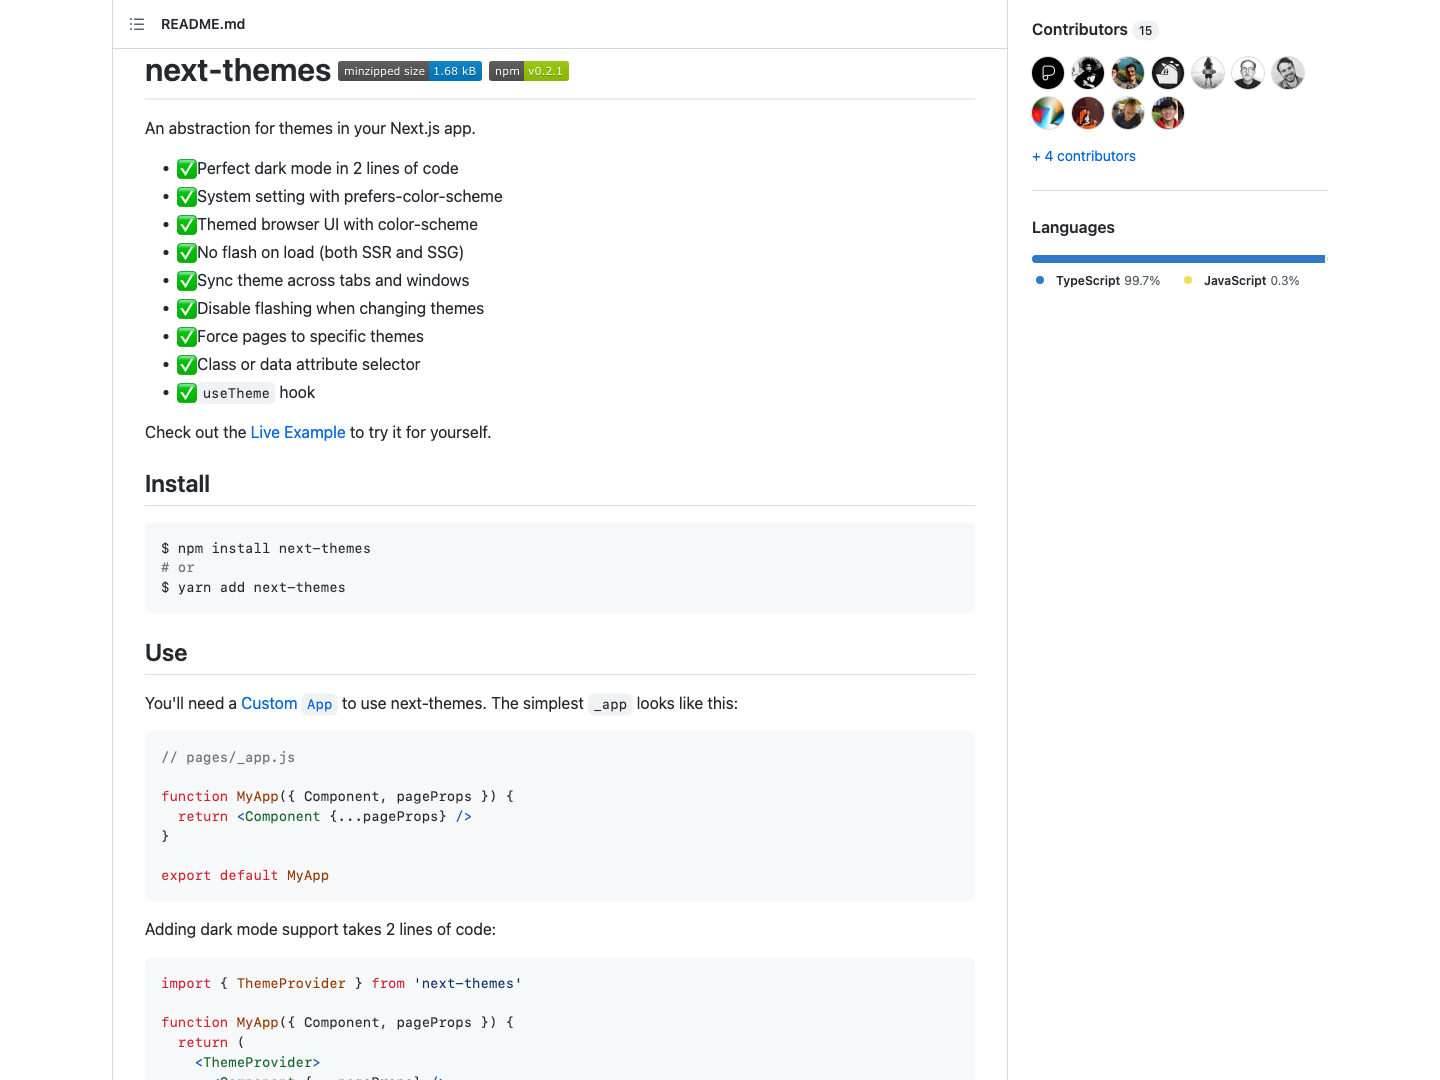 README.md
next-themes minzipped size 1.68 kB npm v0.2.1
An abstraction for themes in your Next.js app.
• ✅Perfect dark mode in 2 lines of code
• ✅System setting with prefers-color-scheme
• ✅Themed browser UI with color-scheme
• ✅No flash on load (both SSR and SSG)
• ✅Sync theme across tabs and windows
• ✅Disable flashing when changing themes
• ✅Force pages to specific themes
• ✅Class or data attribute selector
• ✅ useTheme hook
Check out the Live Example to try it for yourself.
Install
$ npm install next-themes
# or
$ yarn add next-themes
Use
You'll need a Custom App to use next-themes. The simplest _app looks like this:
// pages/_app.js
function MyApp({ Component, pageProps }) {
  return <Component {...pageProps} />
}
export default MyApp
Adding dark mode support takes 2 lines of code:
import { ThemeProvider } from 'next-themes'
function MyApp({ Component, pageProps }) {
  return (
    <ThemeProvider>
      <Component {...pageProps} />
Contributors 15
+ 4 contributors
Languages
TypeScript 99.7% JavaScript 0.3%